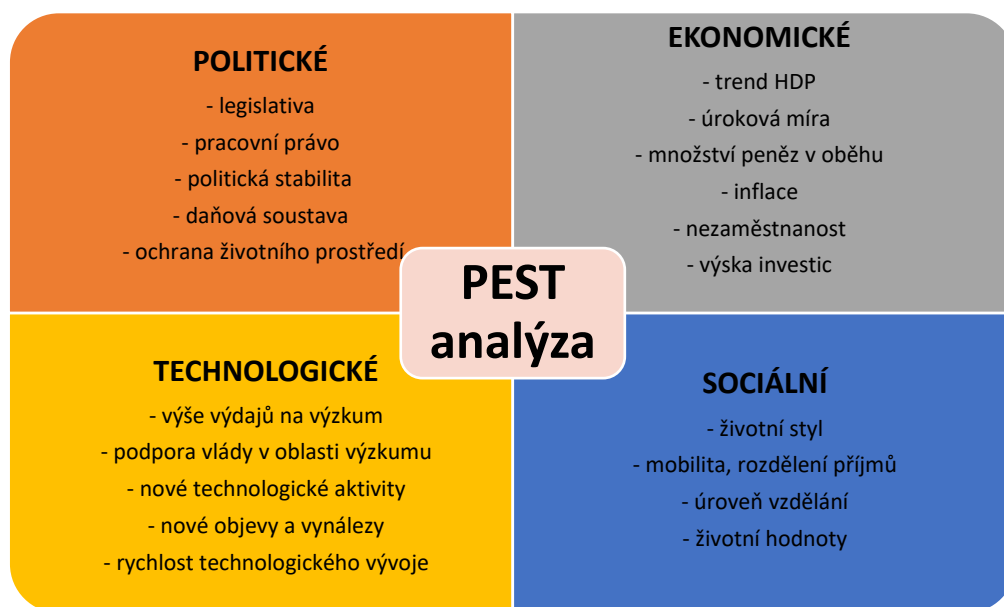 POLITICKÉ
- legislativa
- pracovní právo
- politická stabilita
- daňová soustava
- ochrana životního prostředí
EKONOMICKÉ
- trend HDP
- úroková míra
- množství peněz v oběhu
- inflace
- nezaměstnanost
- výska investic
PEST
analýza
TECHNOLOGICKÉ
- výše výdajů na výzkum
- podpora vlády v oblasti výzkumu
- nové technologické aktivity
- nové objevy a vynálezy
- rychlost technologického vývoje
SOCIÁLNÍ
- životní styl
- mobilita, rozdělení příjmů
- úroveň vzdělání
- životní hodnoty